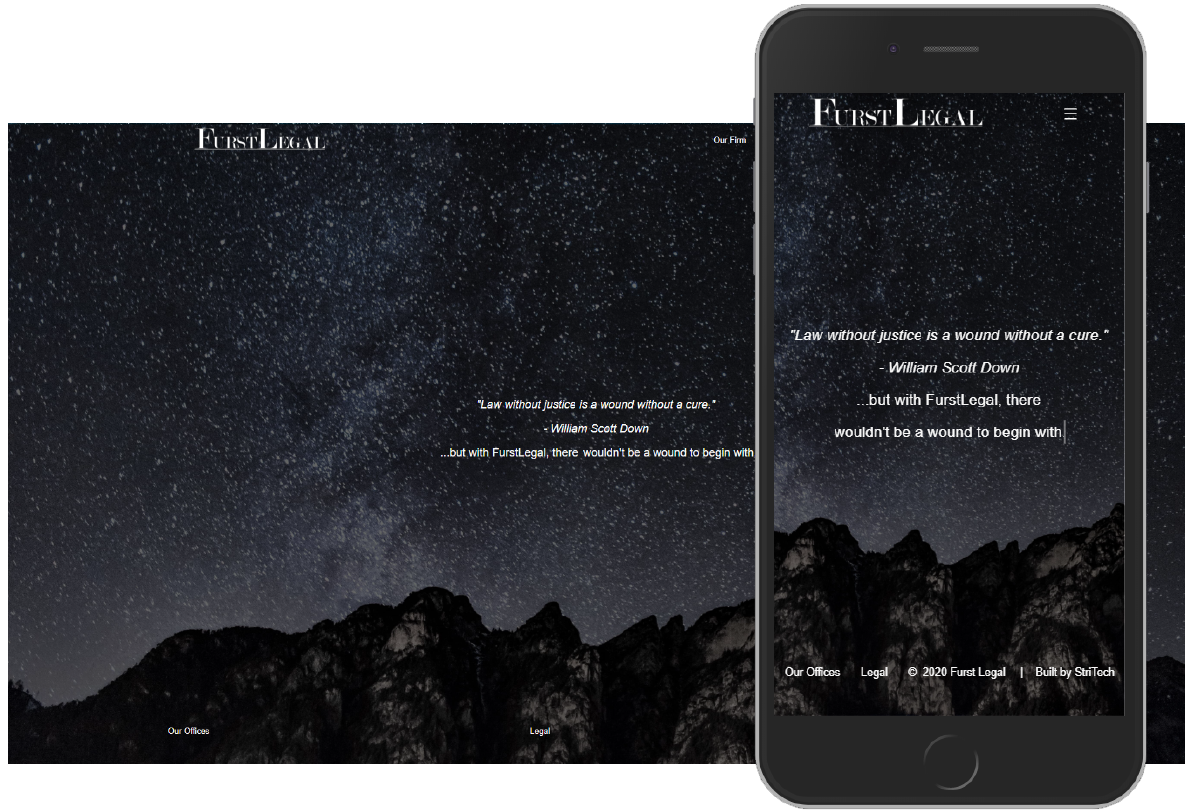 FURSTLEGAL
Our Firm
"Law without justice is a wound without a cure."
- William Scott Down
...but with FurstLegal, there wouldn't be a wound to begin with
Our Offices
Legal
FURSTLEGAL
"Law without justice is a wound without a cure."
- William Scott Down
...but with FurstLegal, there
wouldn't be a wound to begin with
Our Offices Legal © 2020 Furst Legal | Built by StriTech